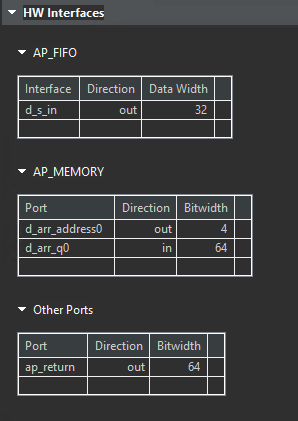 HW Interfaces
AP_FIFO
Interface Direction Data Width
d_s_in out 32
AP_MEMORY
Port Direction Bitwidth
d_arr_address0 out 4
d_arr_q0 in 64
Other Ports
Port Direction Bitwidth
ap_return out 64